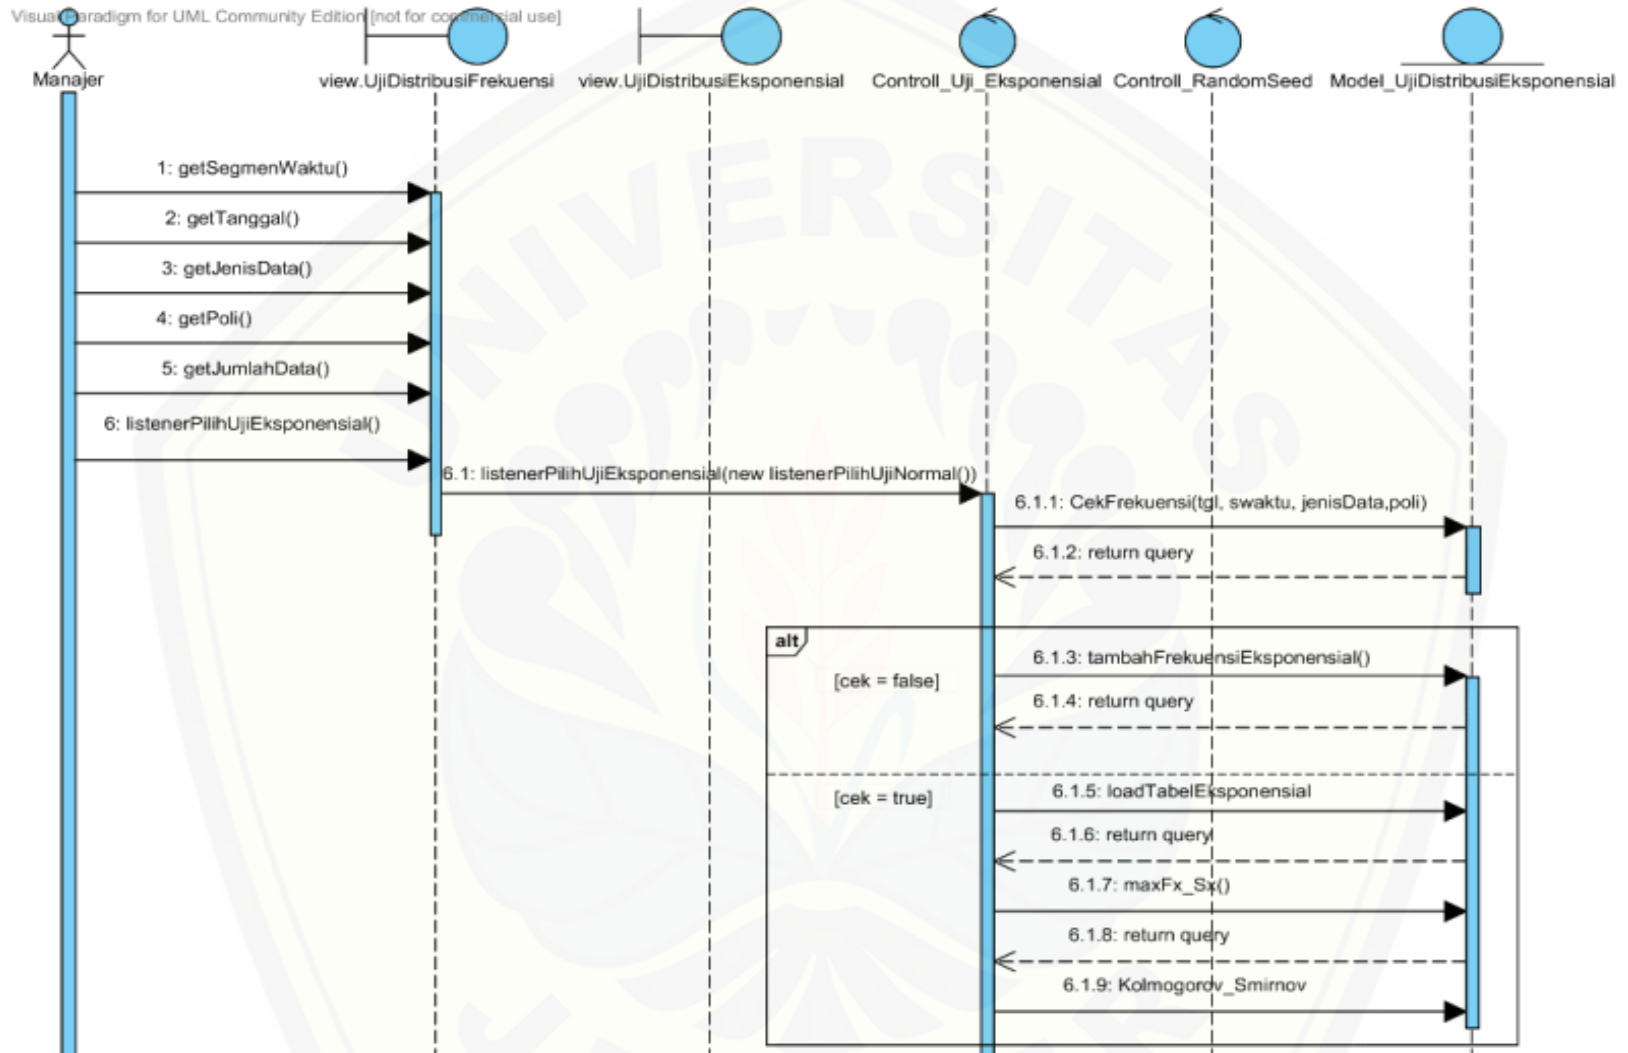 Visual Paradigm for UML Community Edition [not for commercial use]
Manajer
view.UjiDistribusiFrekuensi
view.UjiDistribusiEksponensial
Controll_Uji_Eksponensial
Controll_RandomSeed
Model_UjiDistribusiEksponensial
1: getSegmenWaktu()
2: getTanggal()
3: getJenisData()
4: getPoli()
5: getJumlahData()
6: listenerPilihUjiEksponensial()
6.1: listenerPilihUjiEksponensial(new listenerPilihUjiNormal())
6.1.1: CekFrekuensi(tgl, swaktu, jenisData,poli)
6.1.2: return query
alt
6.1.3: tambahFrekuensiEksponensial()
[cek = false]
6.1.4: return query
[cek = true]
6.1.5: loadTabelEksponensial
6.1.6: return query
6.1.7: maxFx_Sx()
6.1.8: return query
6.1.9: Kolmogorov_Smirnov
UNIVERSITAS